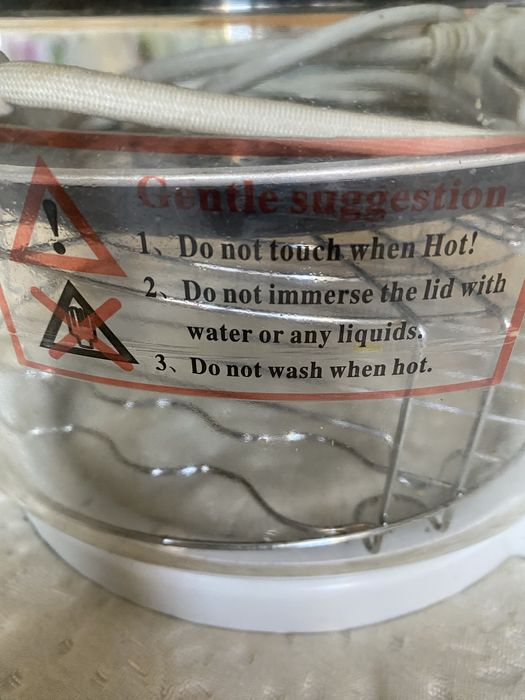 Gentle suggestion
1、Do not touch when Hot!
2、Do not immerse the lid with
water or any liquids.
3、Do not wash when hot.